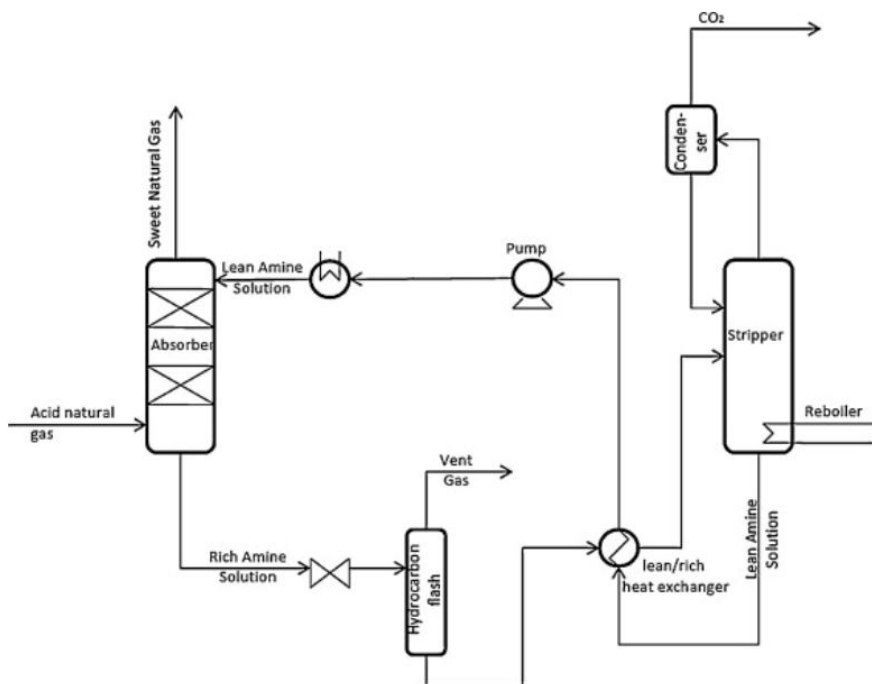 CO₂
Conden-
ser
Sweet Natural Gas
Pump
Lean Amine
Solution
Absorber
Stripper
Acid natural
gas
Reboiler
Vent
Gas
Lean Amine
Solution
Rich Amine
Solution
Hydrocarbon
flash
lean/rich
heat exchanger